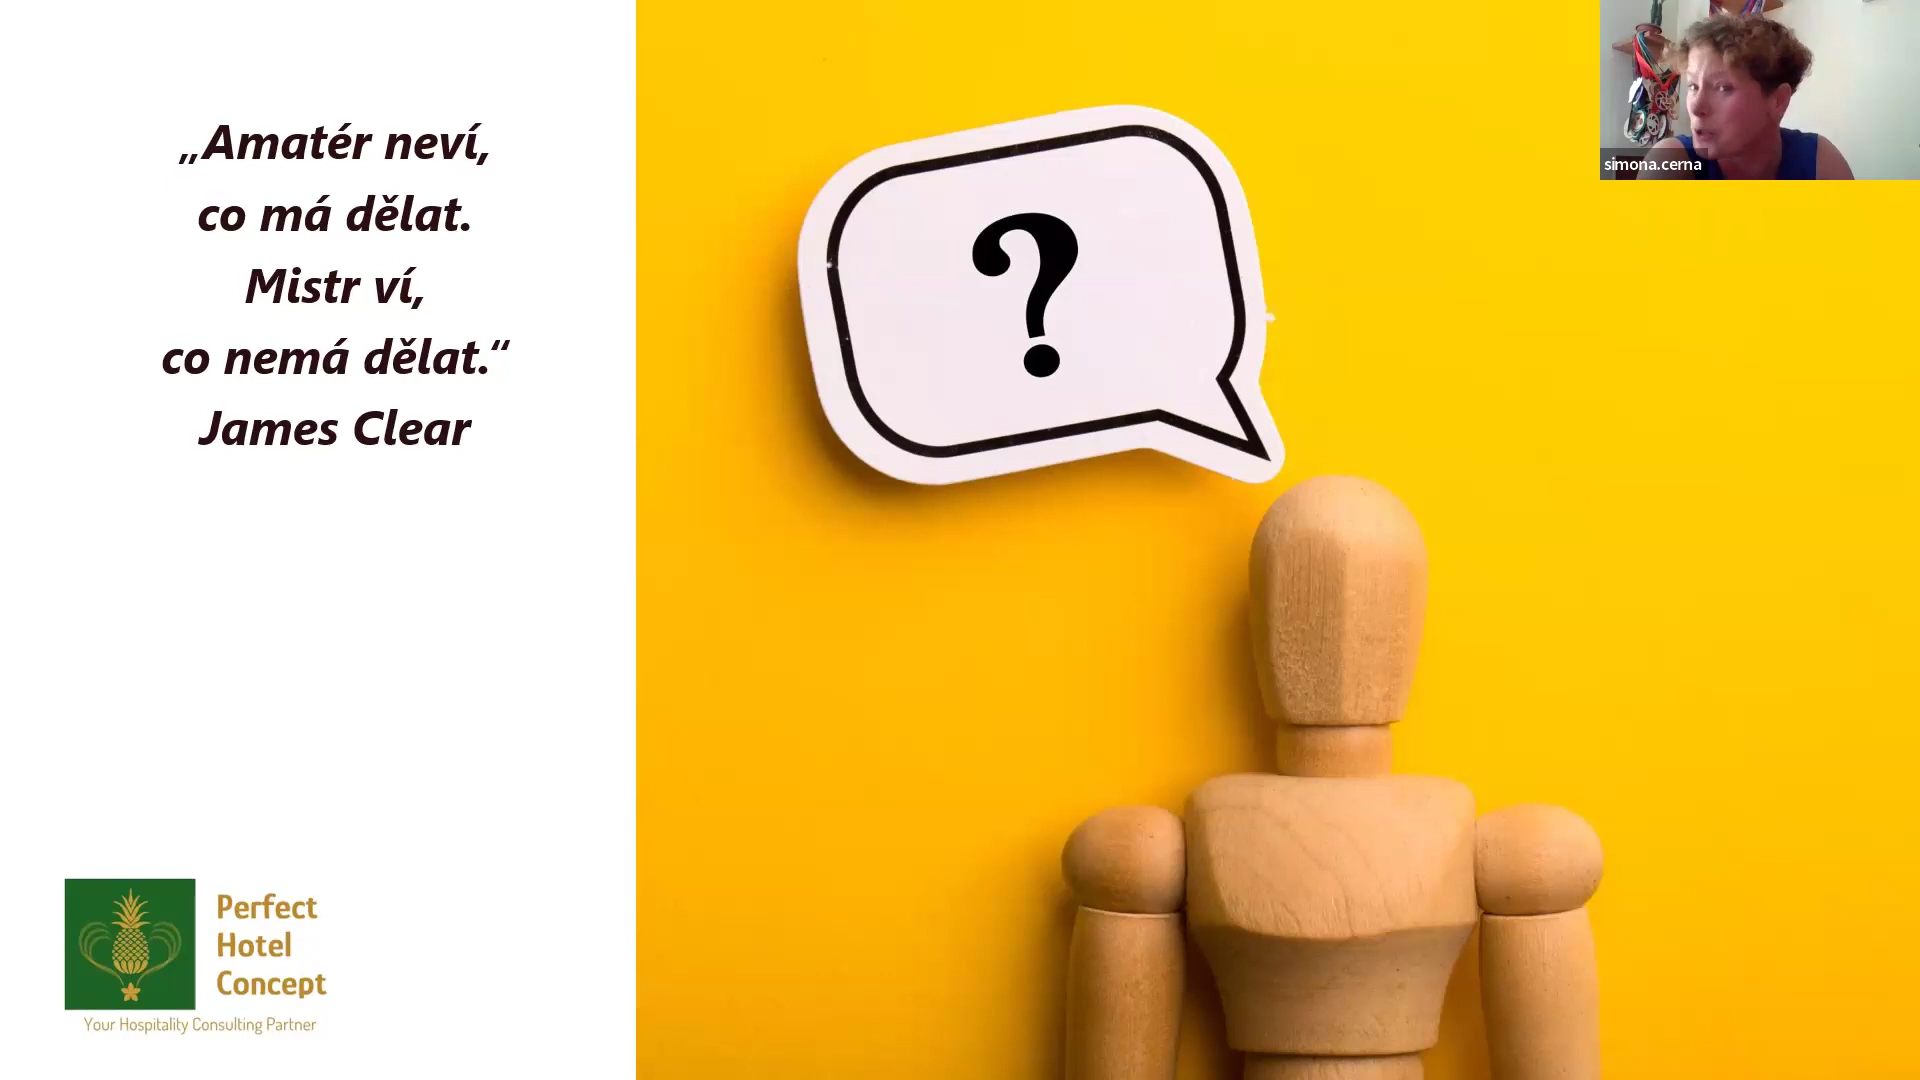 „Amatér neví,
co má dělat.
Mistr ví,
co nemá dělat.“
James Clear
?
simona.cerna
Perfect
Hotel
Concept
Your Hospitality Consulting Partner